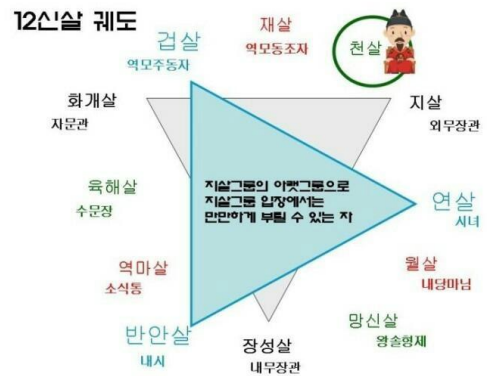 12신살 궤도
겁살
역모주동자
재살
역모동조자
천살
화개살
자문관
지살
외무장관
육해살
수문장
지살그룹의 아랫그룹으로
지살그룹 입장에서는
만만하게 부릴 수 있는 자
연살
시녀
역마살
소식통
월살
내당마님
반안살
내시
장성살
내무장관
망신살
왕솔형제